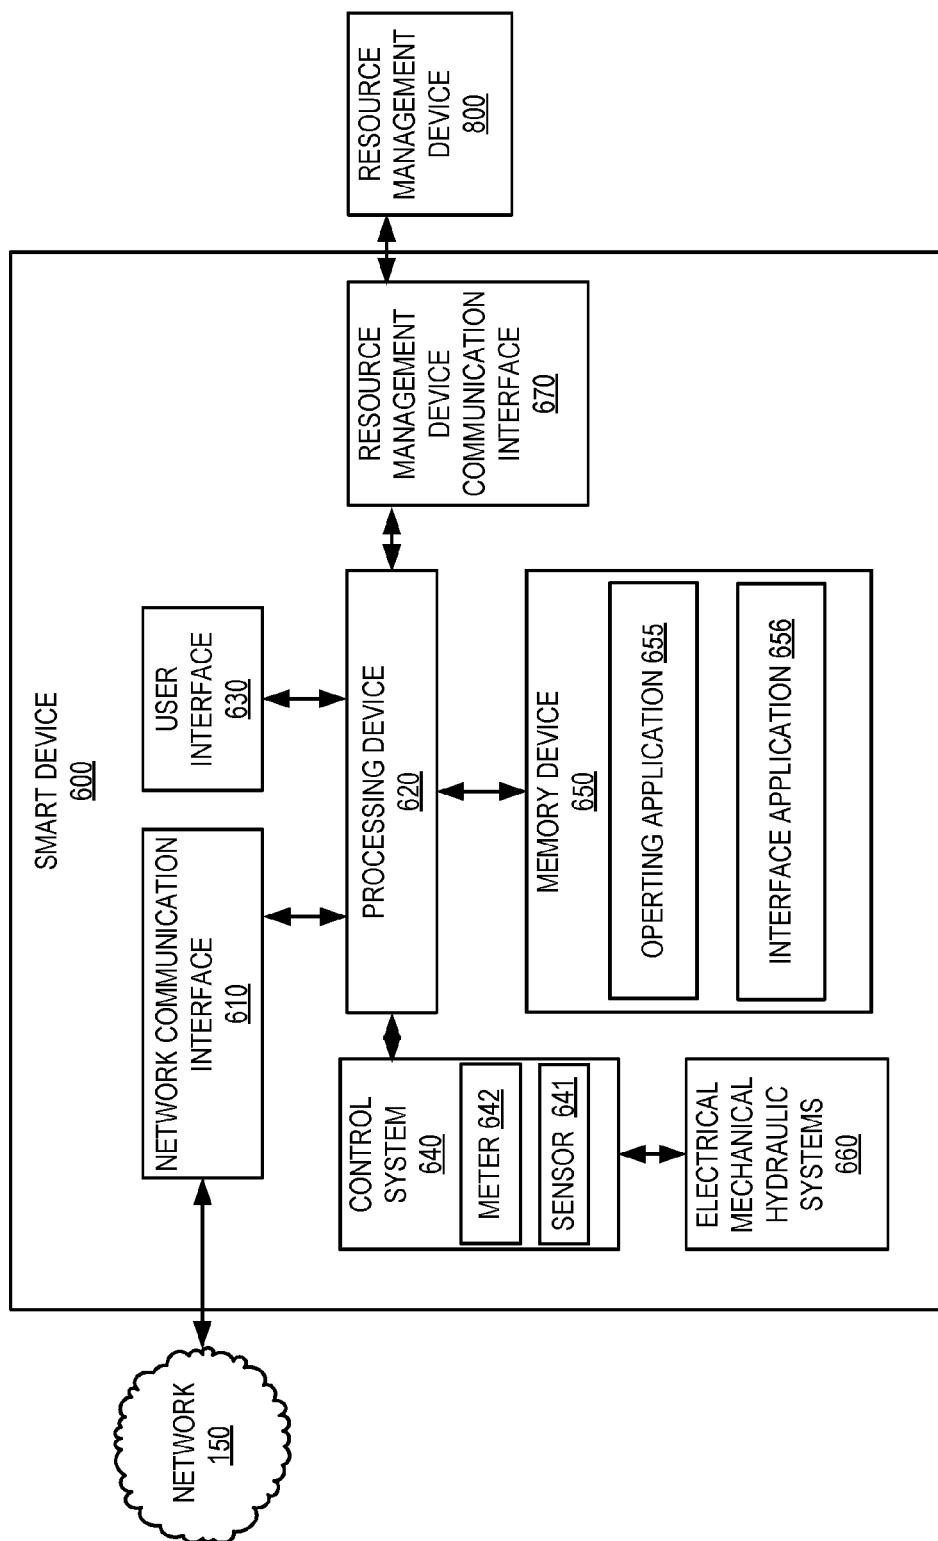 SMART DEVICE
600
NETWORK
150
NETWORK COMMUNICATION
INTERFACE
610
USER
INTERFACE
630
PROCESSING DEVICE
620
CONTROL
SYSTEM
640
METER 642
SENSOR 641
ELECTRICAL
MECHANICAL
HYDRAULIC
SYSTEMS
660
MEMORY DEVICE
650
OPERTING APPLICATION 655
INTERFACE APPLICATION 656
RESOURCE
MANAGEMENT
DEVICE
COMMUNICATION
INTERFACE
670
RESOURCE
MANAGEMENT
DEVICE
800